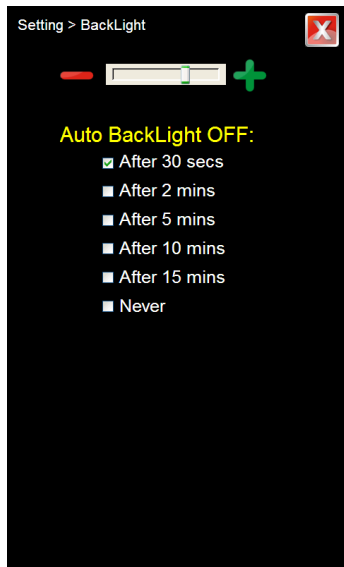 Setting > BackLight
Auto BackLight OFF:
After 30 secs
After 2 mins
After 5 mins
After 10 mins
After 15 mins
Never